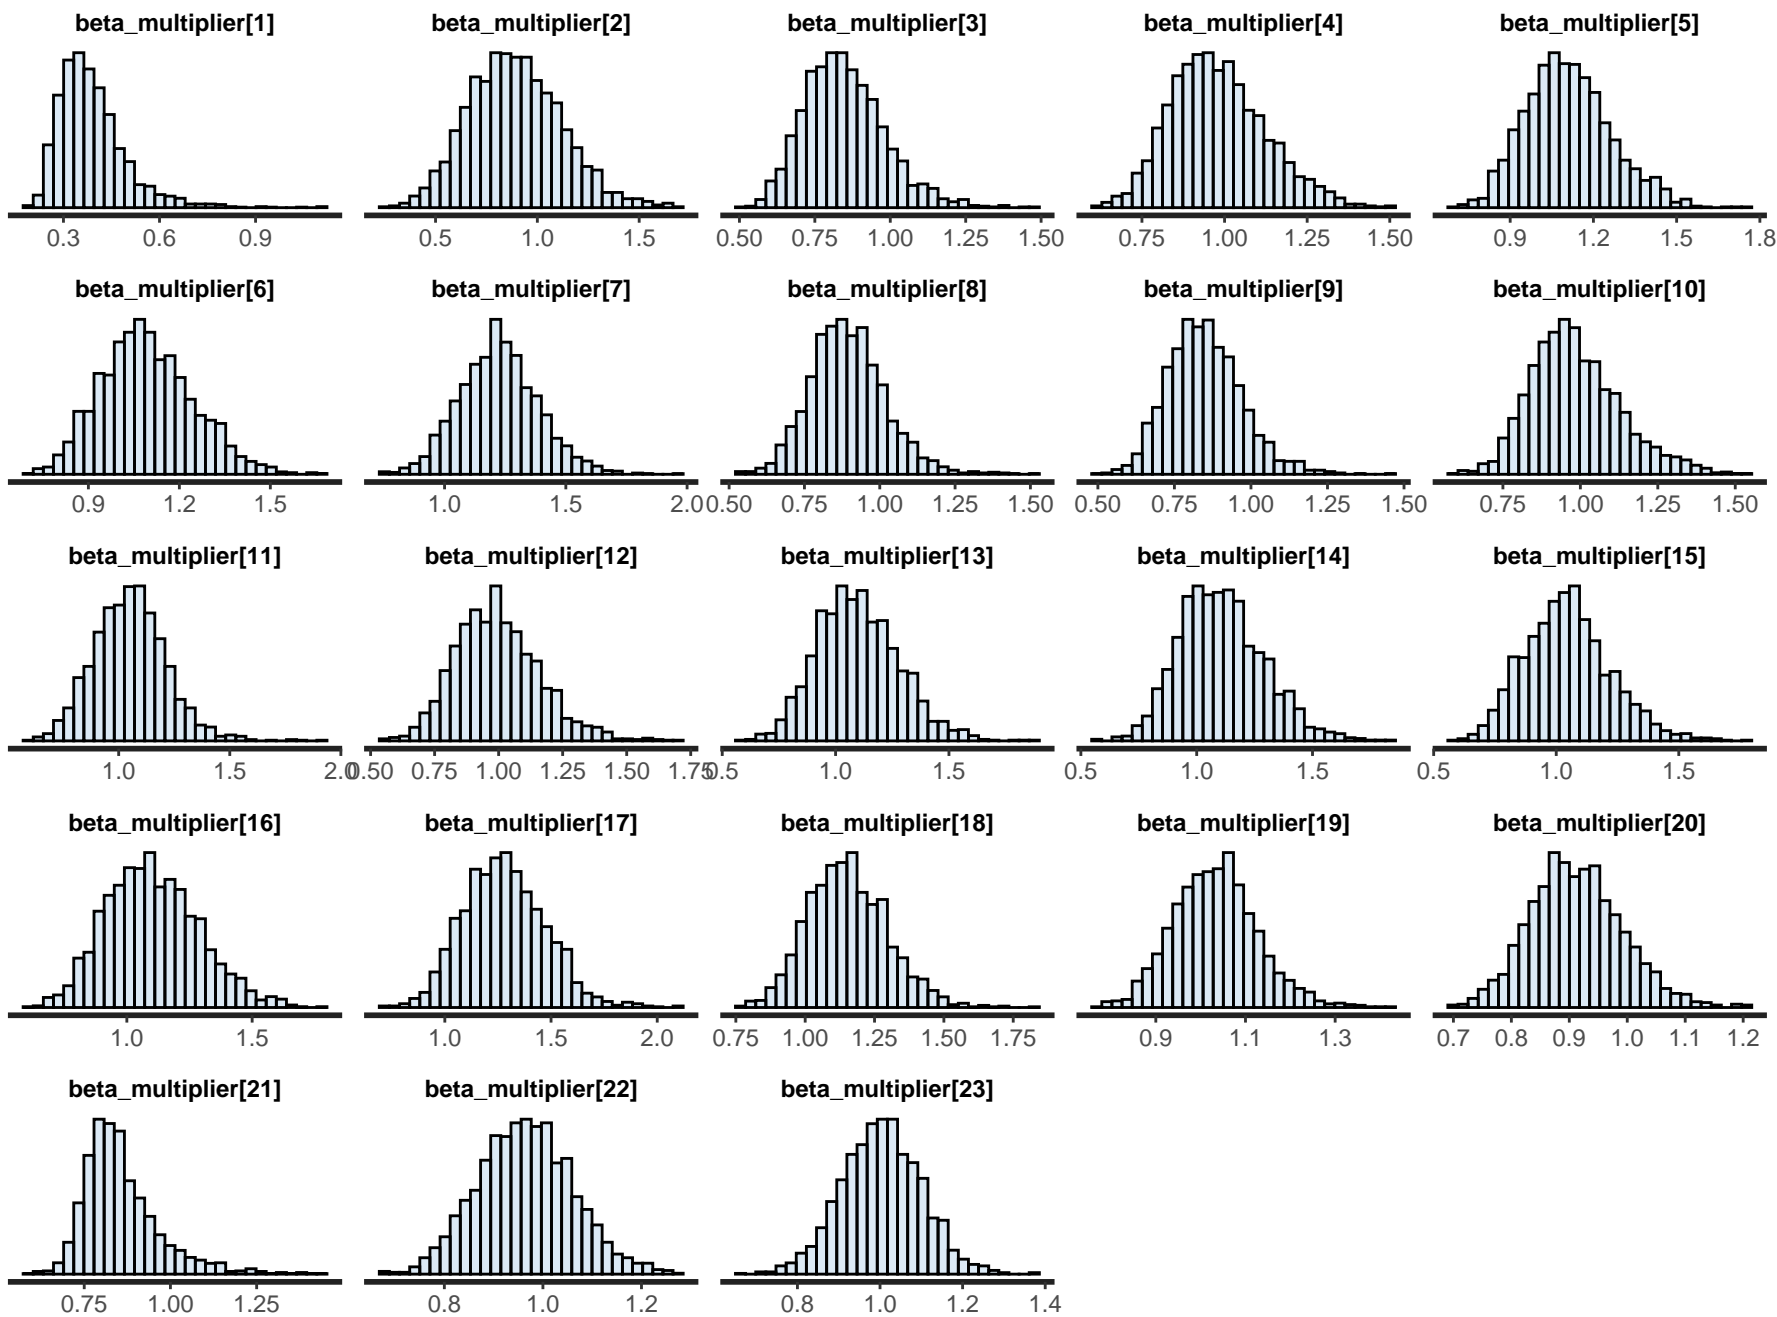 beta_multiplier[1] beta_multiplier[2] beta_multiplier[3] beta_multiplier[4] beta_multiplier[5]
0.3 0.6 0.9 0.5 1.0 1.5 0.50 0.75 1.00 1.25 1.50 0.75 1.00 1.25 1.50 0.9 1.2 1.5 1.8
beta_multiplier[6] beta_multiplier[7] beta_multiplier[8] beta_multiplier[9] beta_multiplier[10]
0.9 1.2 1.5 1.0 1.5 2.0 0.50 0.75 1.00 1.25 1.50 0.50 0.75 1.00 1.25 1.50 0.75 1.00 1.25 1.50
beta_multiplier[11] beta_multiplier[12] beta_multiplier[13] beta_multiplier[14] beta_multiplier[15]
1.0 1.5 2.0 0.50 0.75 1.00 1.25 1.50 1.75 0.5 1.0 1.5 0.5 1.0 1.5 0.5 1.0 1.5
beta_multiplier[16] beta_multiplier[17] beta_multiplier[18] beta_multiplier[19] beta_multiplier[20]
1.0 1.5 1.0 1.5 2.0 0.75 1.00 1.25 1.50 1.75 0.9 1.1 1.3 0.7 0.8 0.9 1.0 1.1 1.2
beta_multiplier[21] beta_multiplier[22] beta_multiplier[23]
0.75 1.00 1.25 0.8 1.0 1.2 0.8 1.0 1.2 1.4